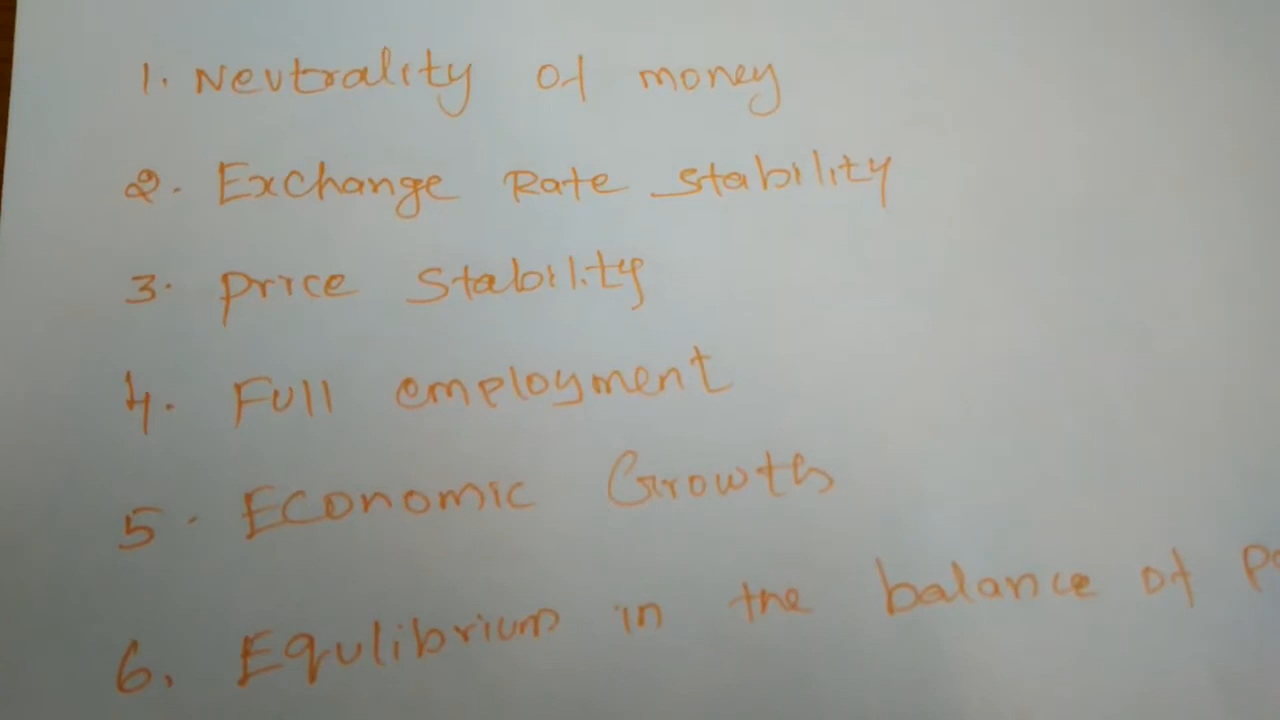 1. Neutrality of money
2. Exchange Rate stability
3. Price Stability
4. Full employment
5. Economic Growth
6. Equlibrium in the balance of